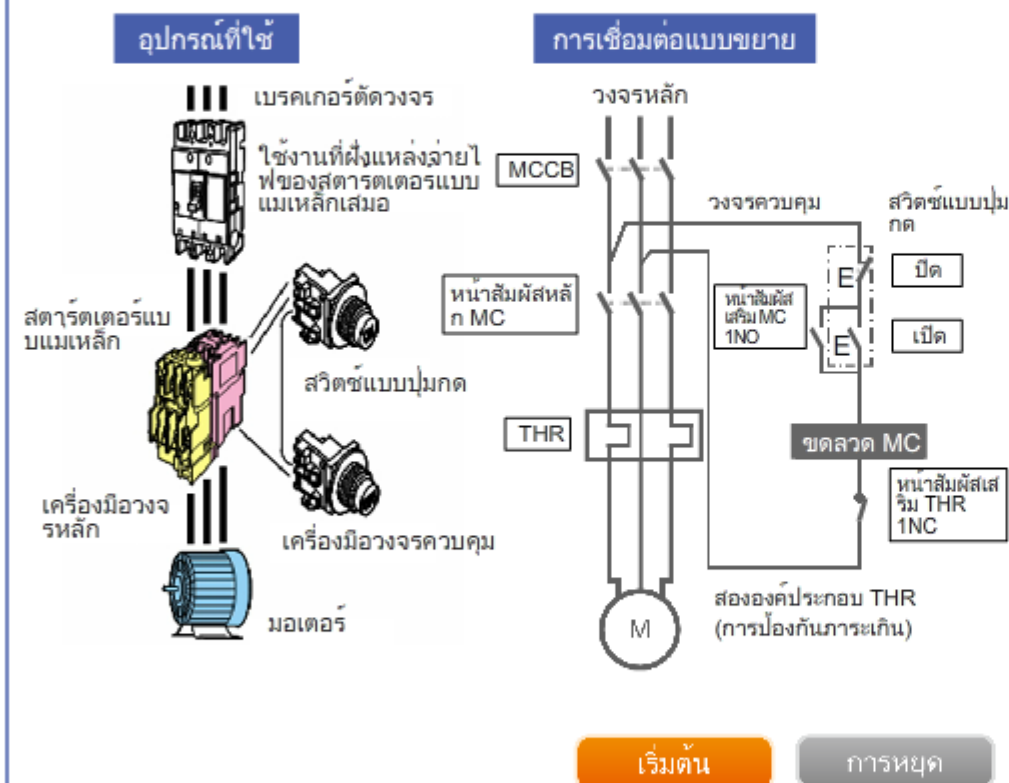 อุปกรณ์ที่ใช้
การเชื่อมต่อแบบขยาย
เบรคเกอร์ตัดวงจร
ใช้งานที่ฝั่งแหล่งจ่ายไ
ฟของสตาร์ตเตอร์แบบ
แม่เหล็กเสมอ
สตาร์ตเตอร์แบ
บแม่เหล็ก
สวิตช์แบบปุ่มกด
เครื่องมือวงจ
รหลัก
เครื่องมือวงจรควบคุม
มอเตอร์
วงจรหลัก
MCCB
วงจรควบคุม
สวิตช์แบบปุ่ม
กด
E
ปิด
หน้าสัมผัสหลั
ก MC
หน้าสัมผัส
เสริม MC
1NO
E
เปิด
THR
ขดลวด MC
หน้าสัมผัสเส
ริม THR
1NC
M
สององค์ประกอบ THR
(การป้องกันภาระเกิน)
เริ่มต้น
การหยุด